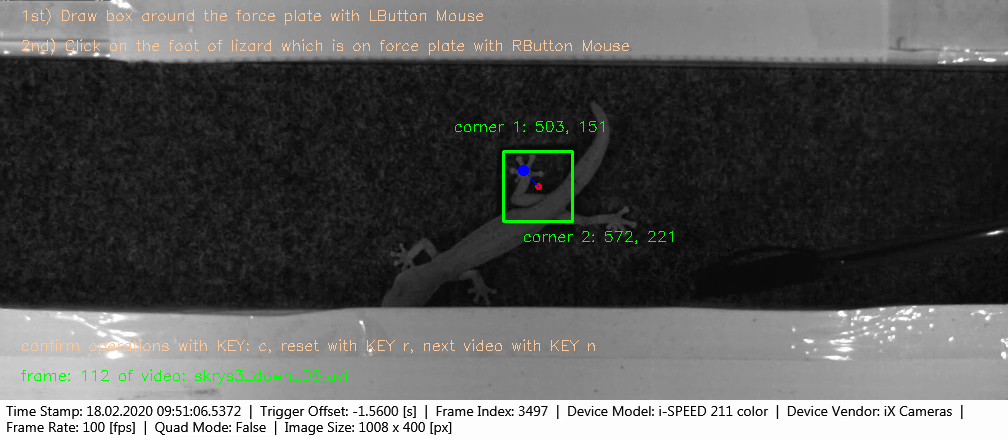 1st) Draw box around the force plate with LButton Mouse
2nd) Click on the foot of lizard which is on force plate with RButton Mouse
corner 1: 503, 151
corner 2: 572, 221
confirm operations with KEY: c, reset with KEY r, next video with KEY n
frame: 112 of video: skrys3_down_35.avi
Time Stamp: 18.02.2020 09:51:06.5372 | Trigger Offset: -1.5600 [s] | Frame Index: 3497 | Device Model: i-SPEED 211 color | Device Vendor: iX Cameras |
Frame Rate: 100 [fps] | Quad Mode: False | Image Size: 1008 x 400 [px]